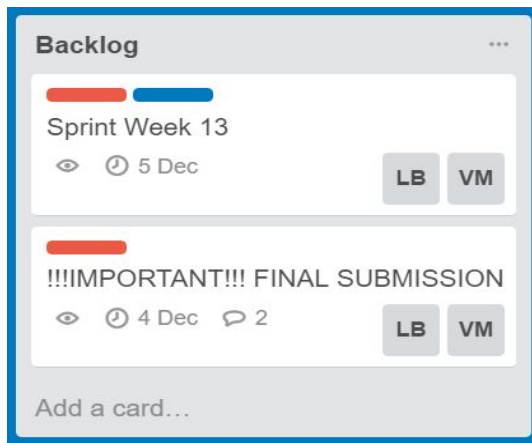 Backlog
Sprint Week 13
5 Dec
LB VM
!!!IMPORTANT!!! FINAL SUBMISSION
4 Dec 2
LB VM
Add a card…